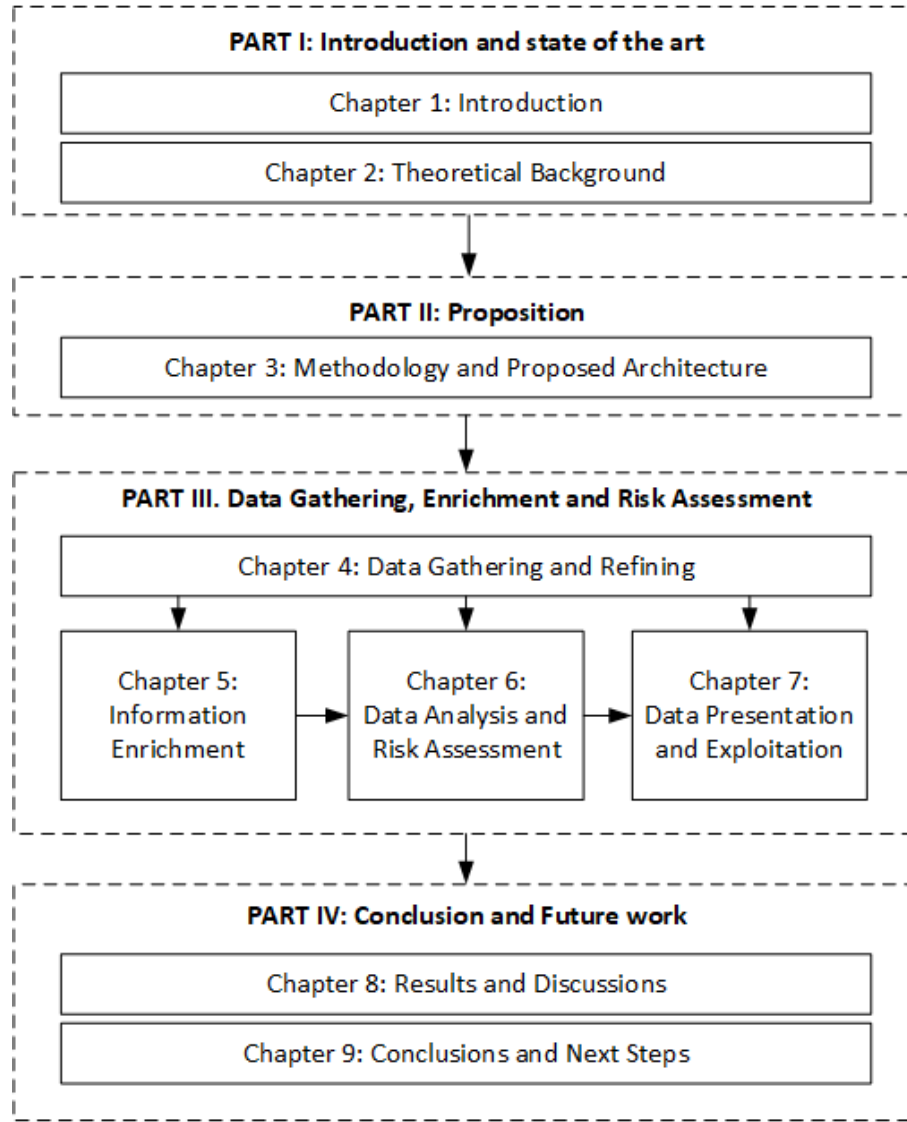 PART I: Introduction and state of the art
Chapter 1: Introduction
Chapter 2: Theoretical Background
PART II: Proposition
Chapter 3: Methodology and Proposed Architecture
PART III. Data Gathering, Enrichment and Risk Assessment
Chapter 4: Data Gathering and Refining
Chapter 5:
Information
Enrichment
Chapter 6:
Data Analysis and
Risk Assessment
Chapter 7:
Data Presentation
and Exploitation
PART IV: Conclusion and Future work
Chapter 8: Results and Discussions
Chapter 9: Conclusions and Next Steps